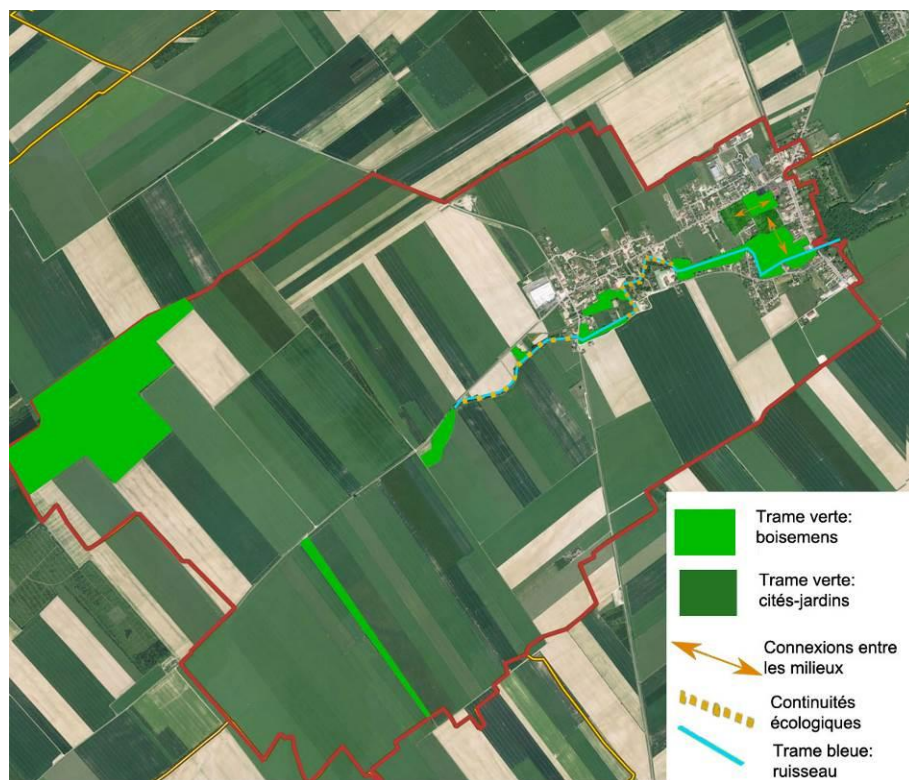 Trame verte:
boisemens
Trame verte:
cités-jardins
Connexions entre
les milieux
Continuités
écologiques
Trame bleue:
ruisseau